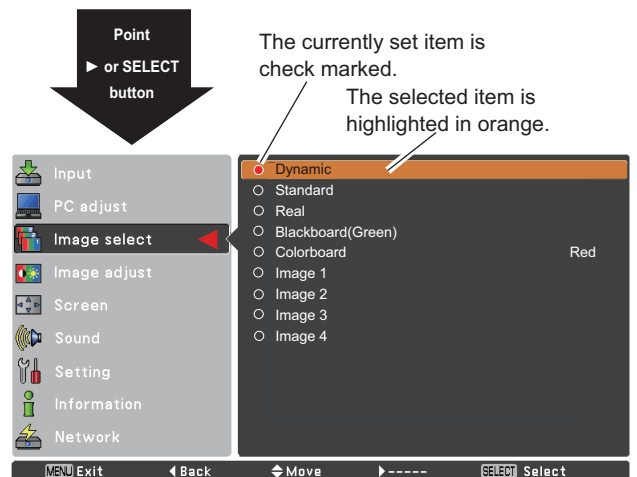 Point
► or SELECT
button
The currently set item is
check marked.
The selected item is
highlighted in orange.
Input
PC adjust
Image select
Image adjust
Screen
Sound
Setting
Information
Network
Dynamic
Standard
Real
Blackboard(Green)
Colorboard Red
Image 1
Image 2
Image 3
Image 4
MENU Exit ◀Back Move ▶----- SELECT Select